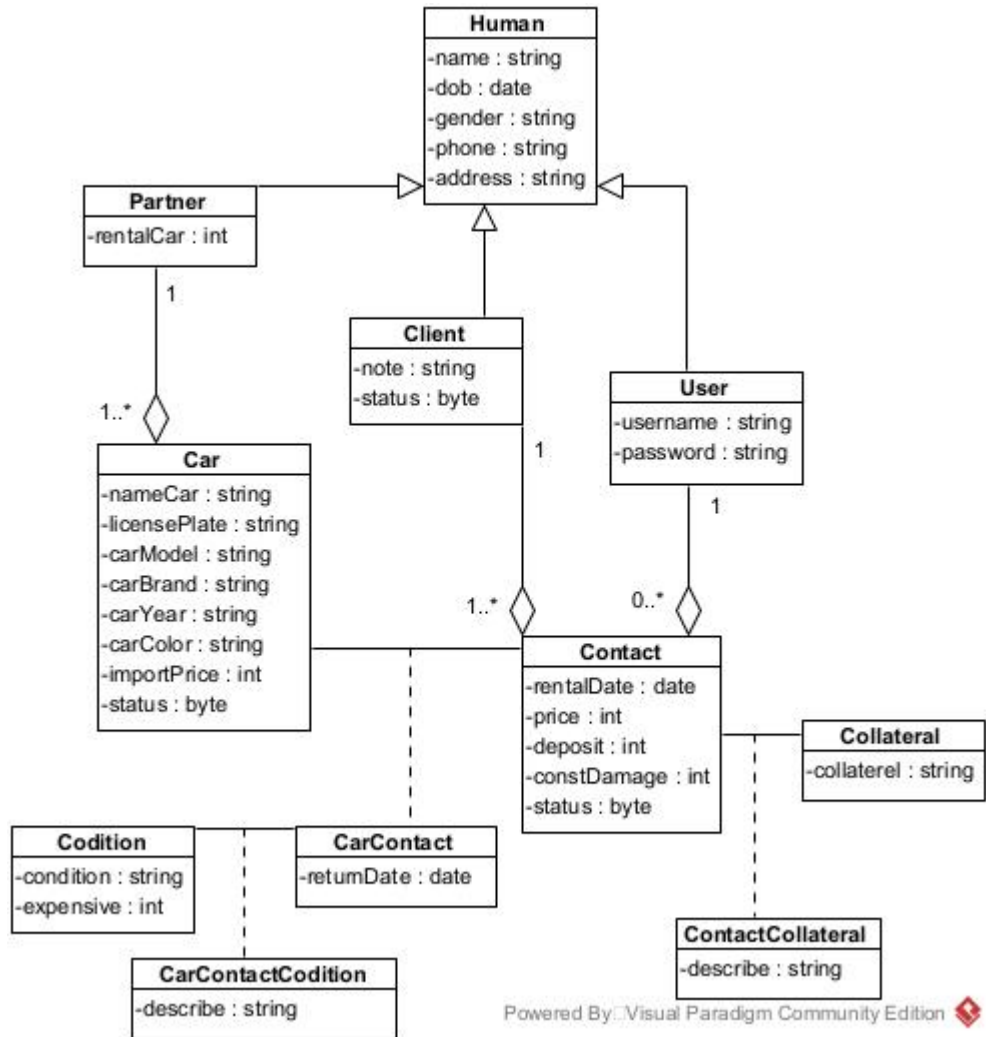 Human
-name : string
-dob : date
-gender : string
-phone : string
-address : string
Partner
-rentalCar : int
1
1..*
Client
-note : string
-status : byte
1
1..*
User
-username : string
-password : string
1
0..*
Car
-nameCar : string
-licensePlate : string
-carModel : string
-carBrand : string
-carYear : string
-carColor : string
-importPrice : int
-status : byte
Contact
-rentalDate : date
-price : int
-deposit : int
-constDamage : int
-status : byte
Collateral
-collaterel : string
Codition
-condition : string
-expensive : int
CarContact
-returnDate : date
CarContactCodition
-describe : string
ContactCollateral
-describe : string
Powered By Visual Paradigm Community Edition